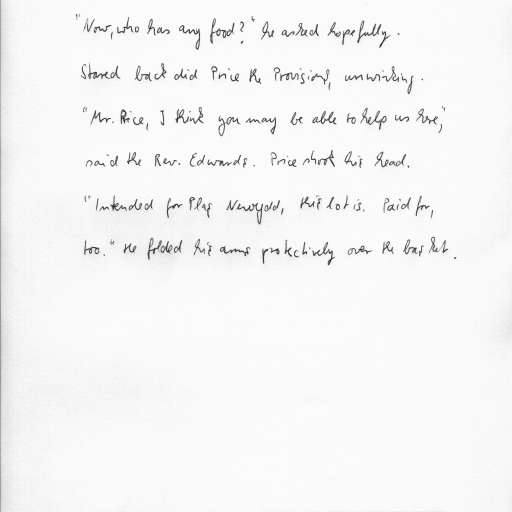 "Now, who has any food?" he asked hopefully.
Stared back did Price the Provisions, unwinking.
"Mr. Price, I think you may be able to help us here,"
said the Rev. Edwards. Price shook his head.
"Intended for Plas Newydd, this lot is. Paid for,
too." He folded his arms protectively over the basket.